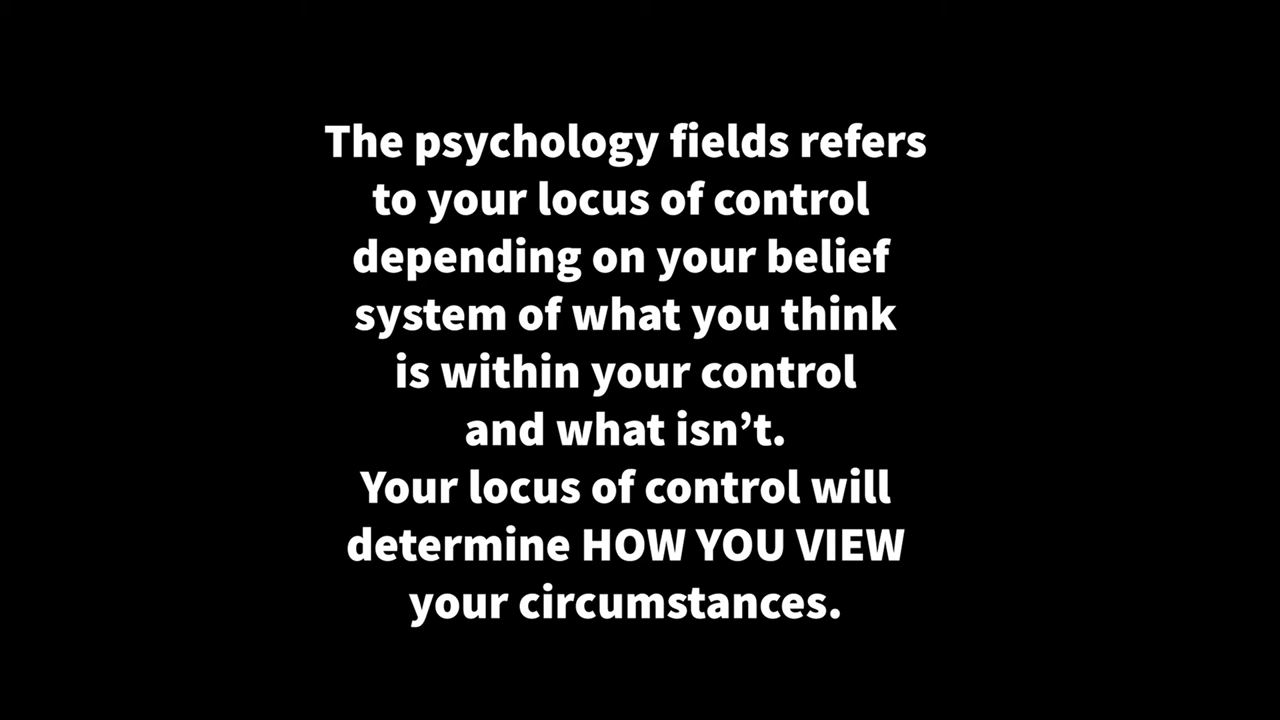 The psychology fields refers
to your locus of control
depending on your belief
system of what you think
is within your control
and what isn’t.
Your locus of control will
determine HOW YOU VIEW
your circumstances.